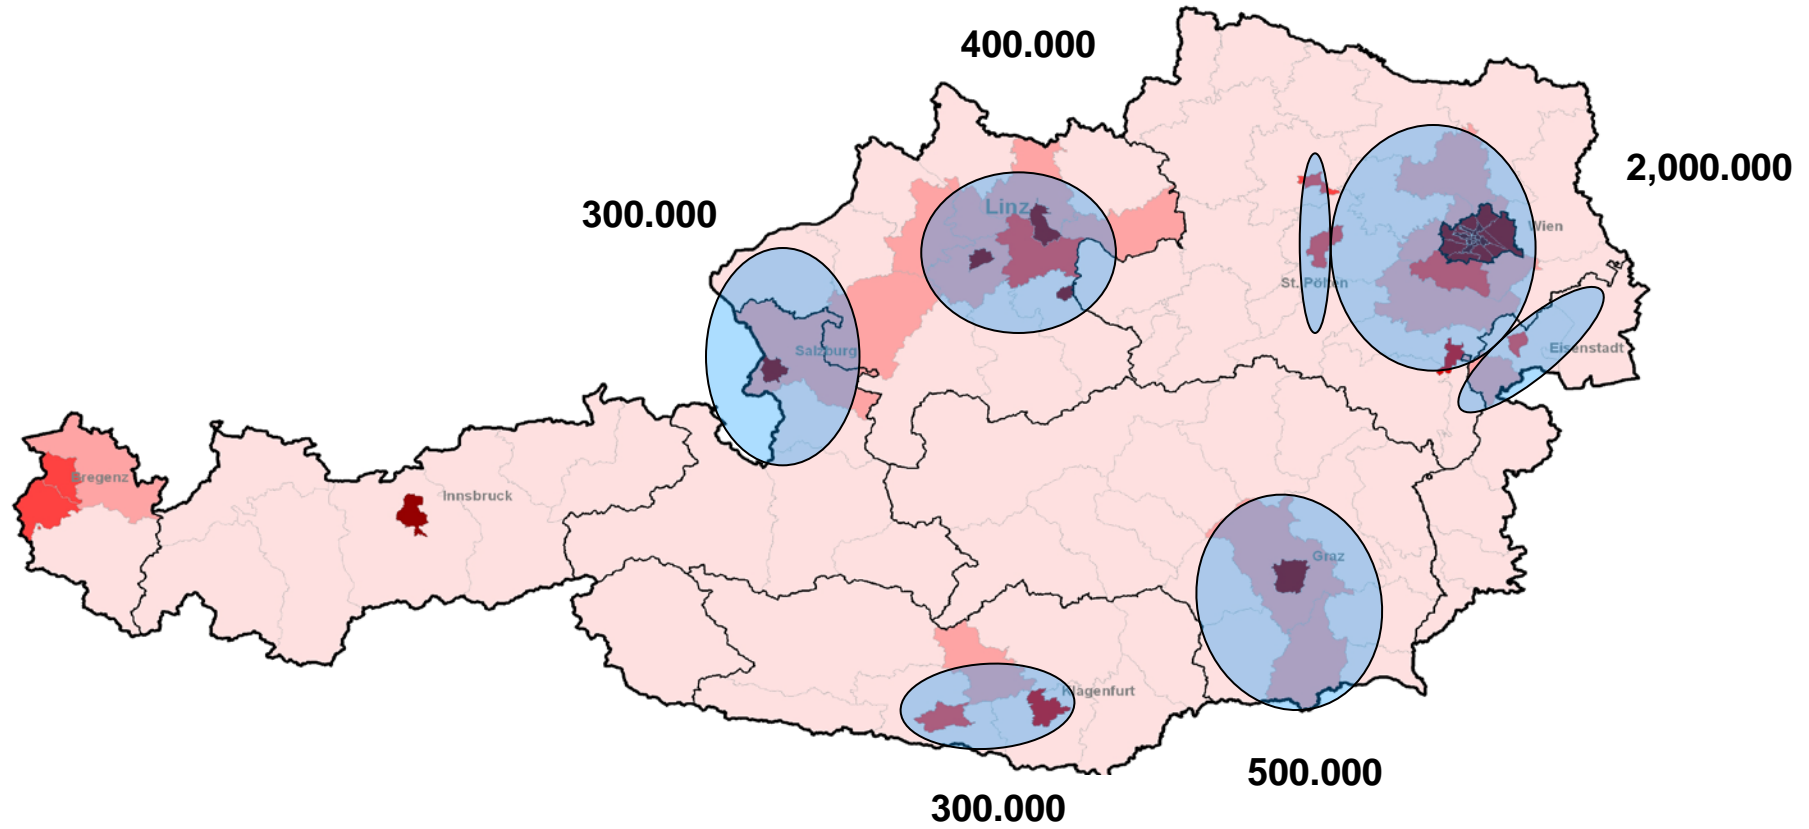 400.000
2,000.000
300.000
Linz
Wien
St. Pölten
Salzburg
Eisenstadt
Bregenz
Innsbruck
Graz
Klagenfurt
500.000
300.000